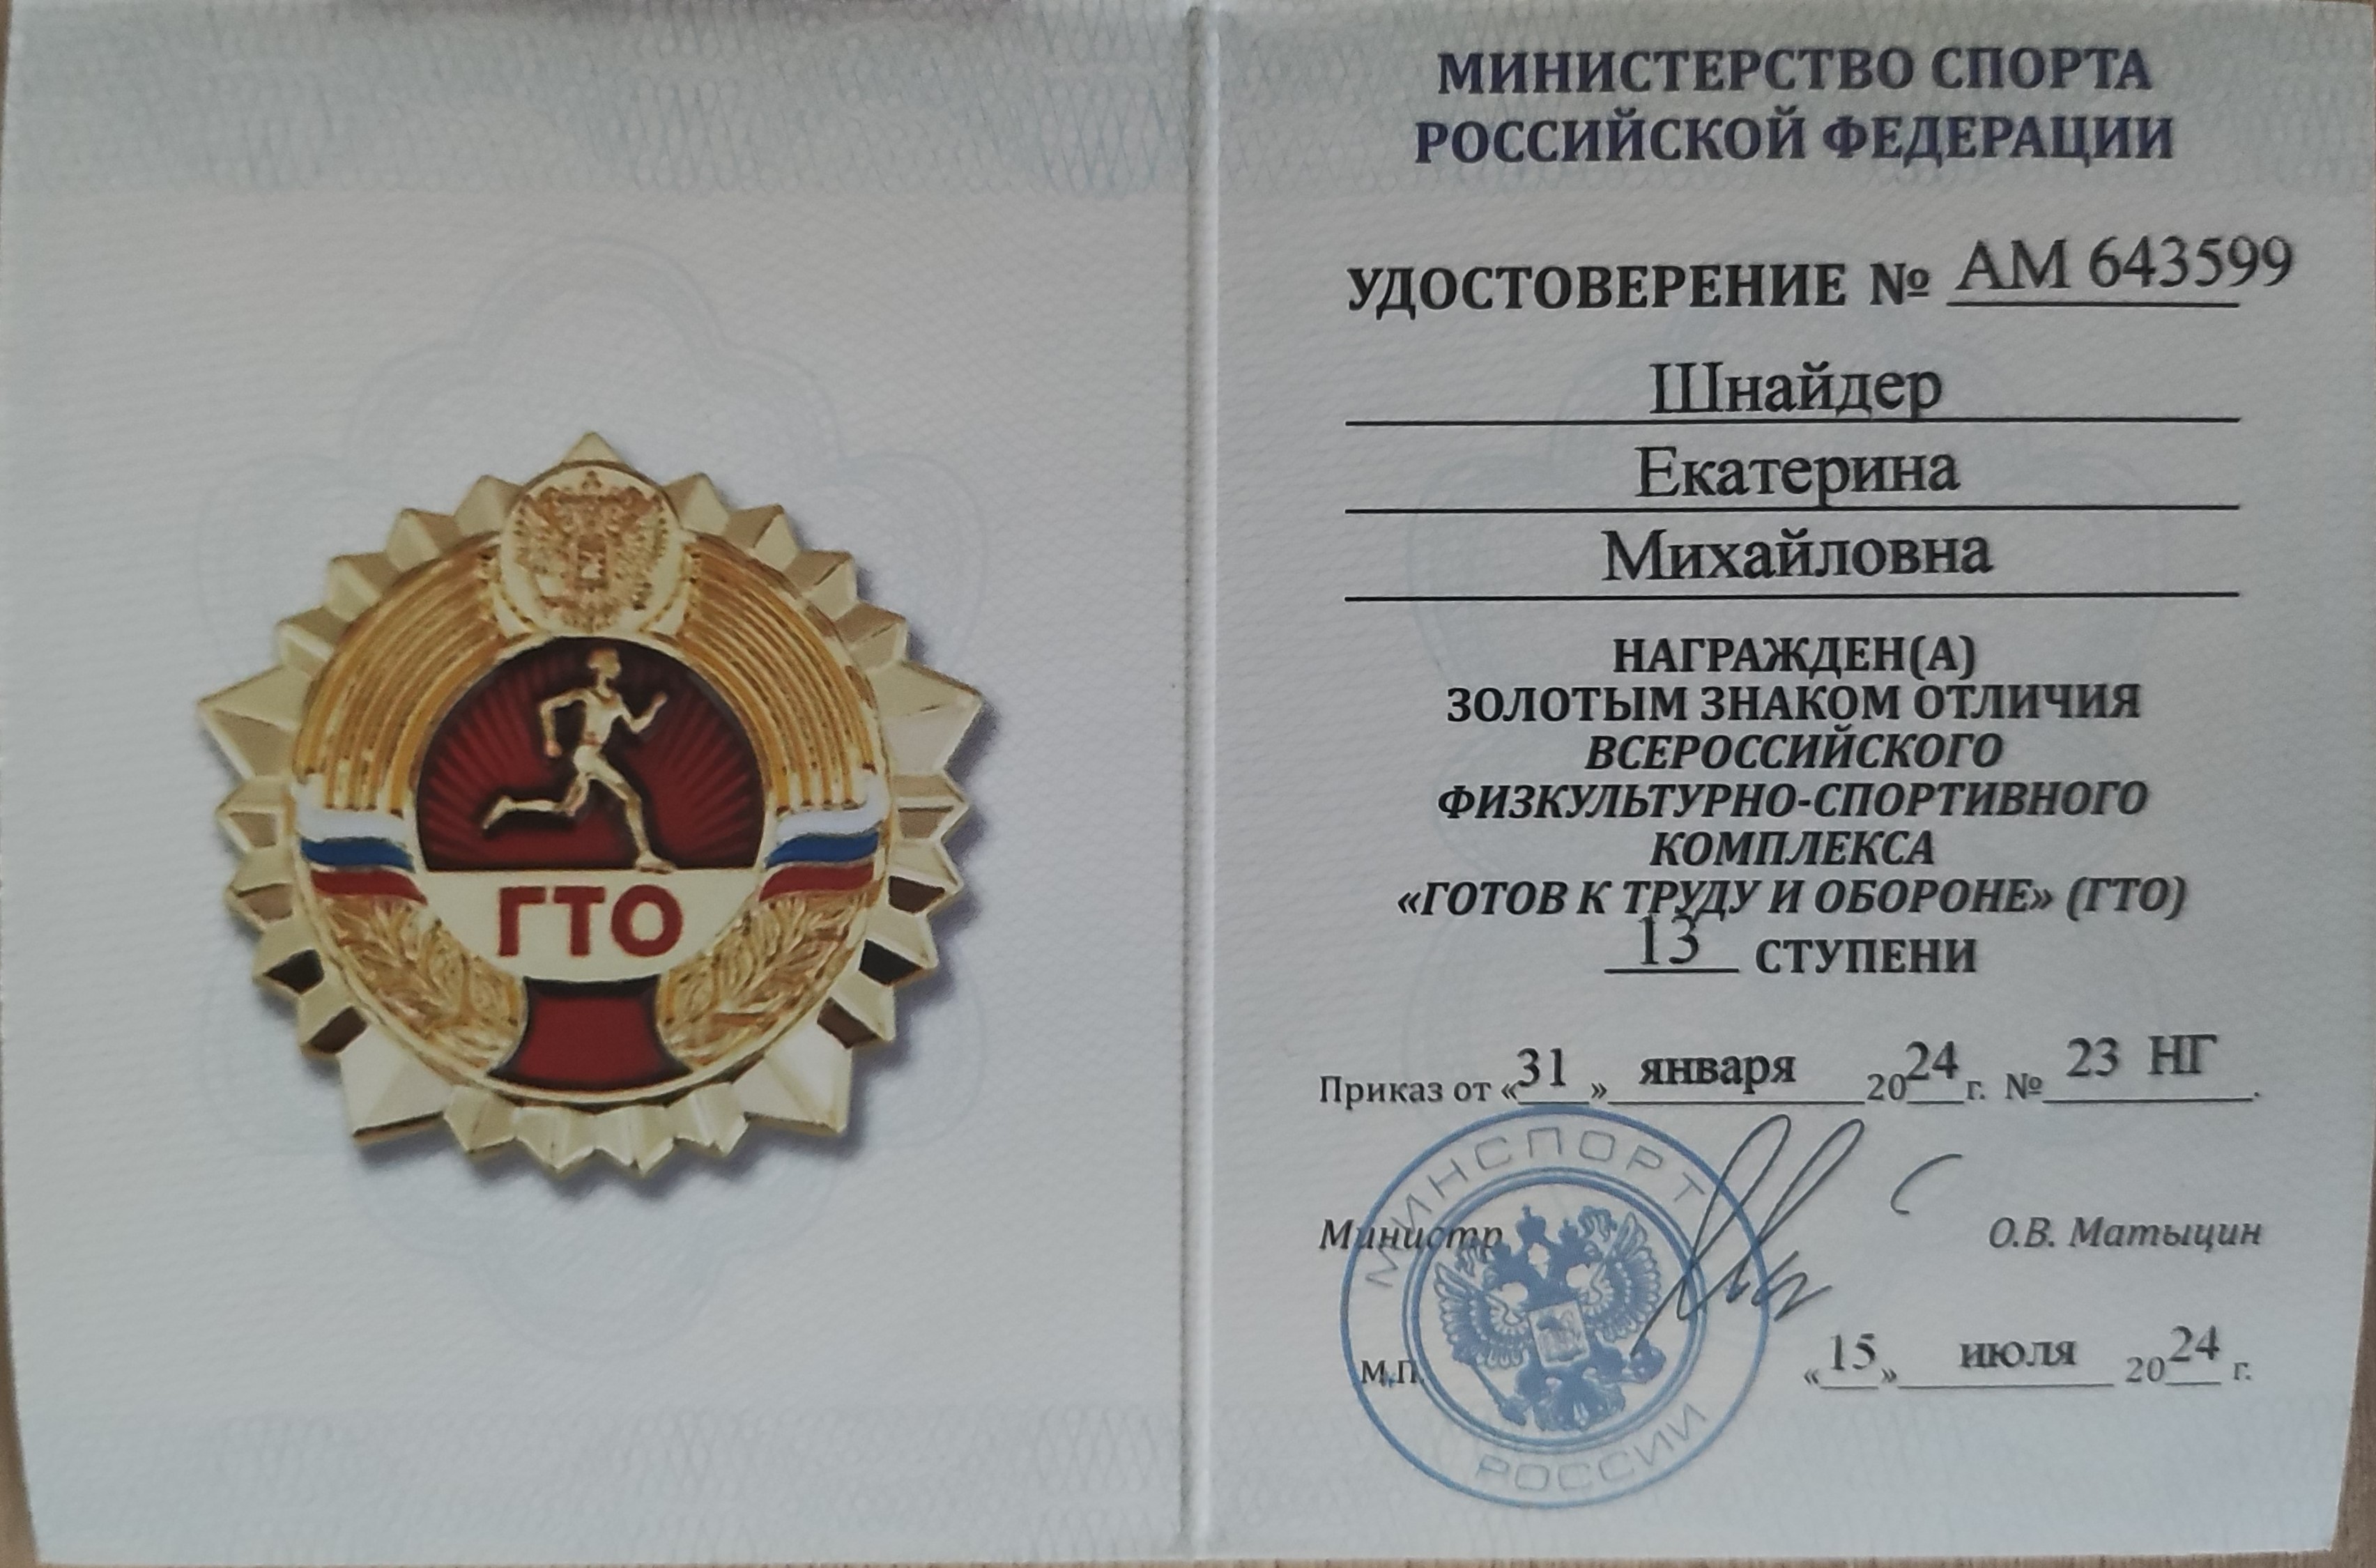 ГТО
МИНИСТЕРСТВО СПОРТА
РОССИЙСКОЙ ФЕДЕРАЦИИ
УДОСТОВЕРЕНИЕ № АМ 643599
Шнайдер
Екатерина
Михайловна
НАГРАЖДЕН(А)
ЗОЛОТЫМ ЗНАКОМ ОТЛИЧИЯ
ВСЕРОССИЙСКОГО
ФИЗКУЛЬТУРНО-СПОРТИВНОГО
КОМПЛЕКСА
«ГОТОВ К ТРУДУ И ОБОРОНЕ» (ГТО)
13 СТУПЕНИ
Приказ от «31» января 2024 г. № 23 НГ.
МИНСПОРТ
Министр О.В. Матыцин
М.П. «15» июля 2024 г.
РОССИИ